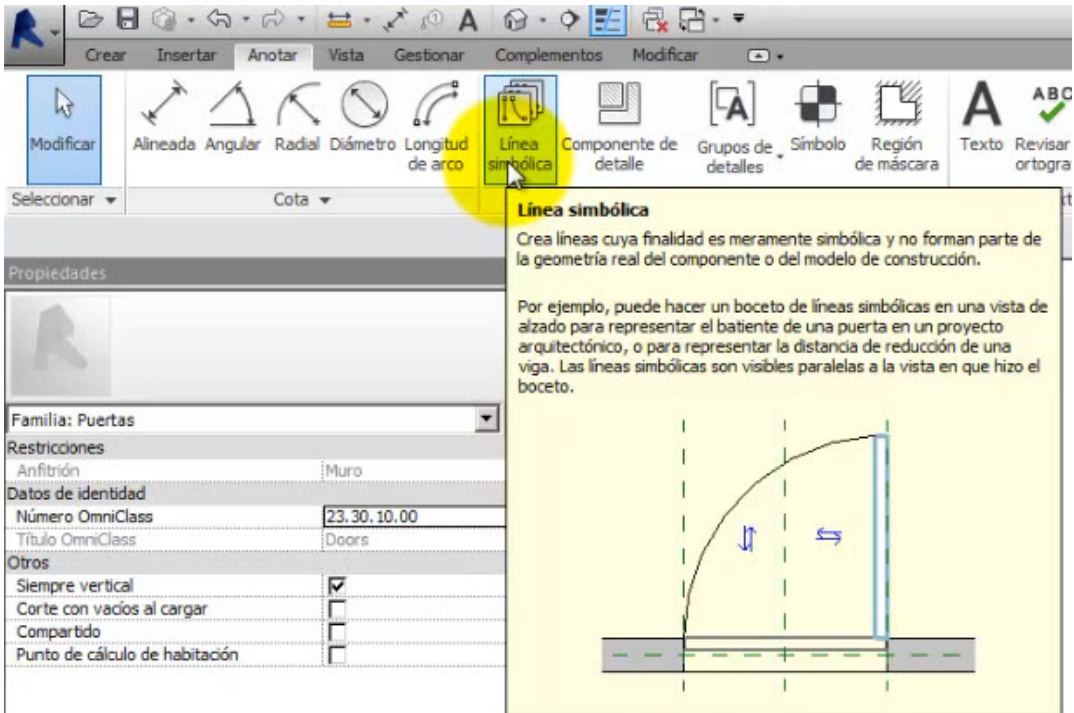 A
Crear Insertar Anotar Vista Gestionar Complementos Modificar
Modificar
Alineada Angular Radial Diámetro Longitud de arco
Línea simbólica
Componente de detalle
Grupos de detalles
Símbolo
Región de máscara
A
Texto
ABC
Revisar
Seleccionar
Cota
Línea simbólica
Crea líneas cuya finalidad es meramente simbólica y no forman parte de
la geometría real del componente o del modelo de construcción.
Por ejemplo, puede hacer un boceto de líneas simbólicas en una vista de
alzado para representar el batiente de una puerta en un proyecto
arquitectónico, o para representar la distancia de reducción de una
viga. Las líneas simbólicas son visibles paralelas a la vista en que hizo el
boceto.
Propiedades
Familia: Puertas
Restricciones
Anfitrión Muro
Datos de identidad
Número OmniClass 23.30.10.00
Título OmniClass Doors
Otros
Siempre vertical
Corte con vacíos al cargar
Compartido
Punto de cálculo de habitación